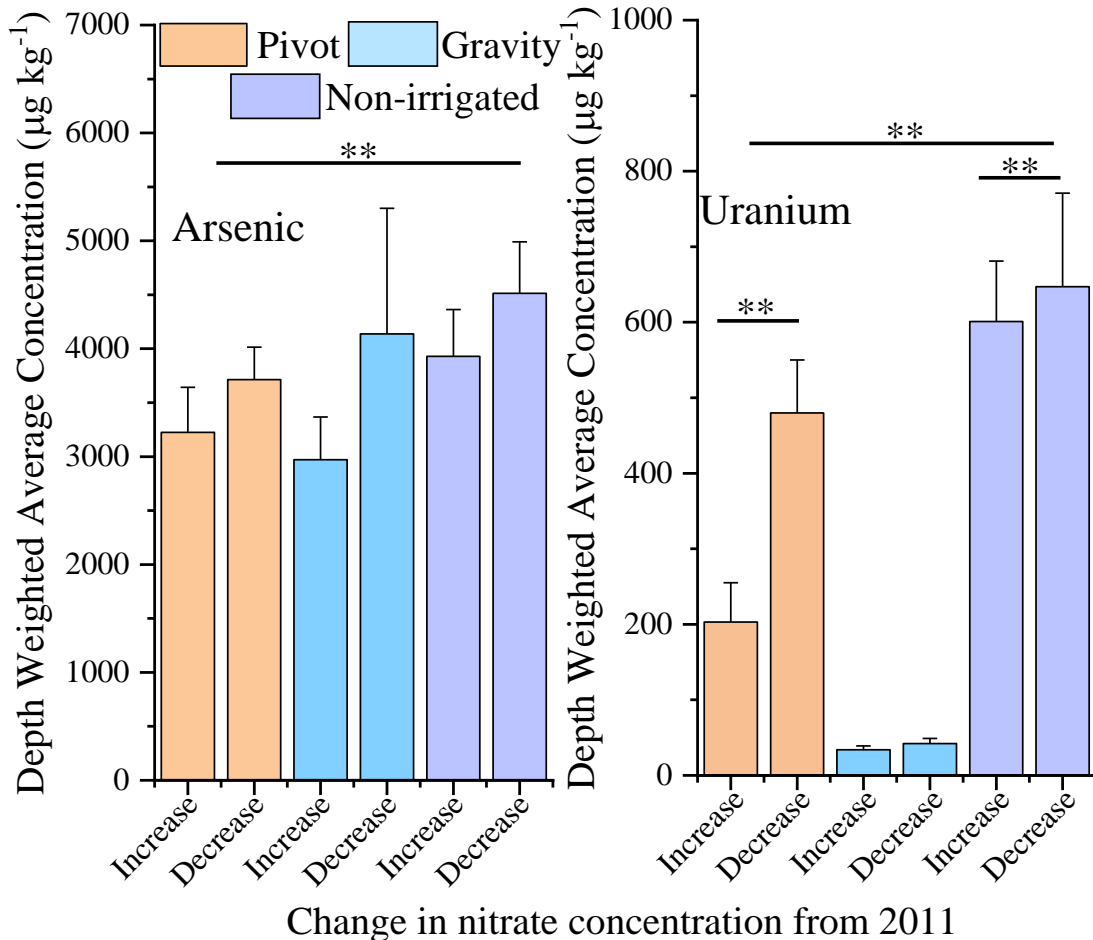 Depth Weighted Average Concentration (µg kg⁻¹)
7000
6000
5000
4000
3000
2000
1000
0
Pivot
Gravity
Non-irrigated
**
Arsenic
Increase
Decrease
Increase
Decrease
Increase
Decrease
Depth Weighted Average Concentration (µg kg⁻¹)
1000
800
600
400
200
0
**
**
Uranium
**
Increase
Decrease
Increase
Decrease
Increase
Decrease
Change in nitrate concentration from 2011